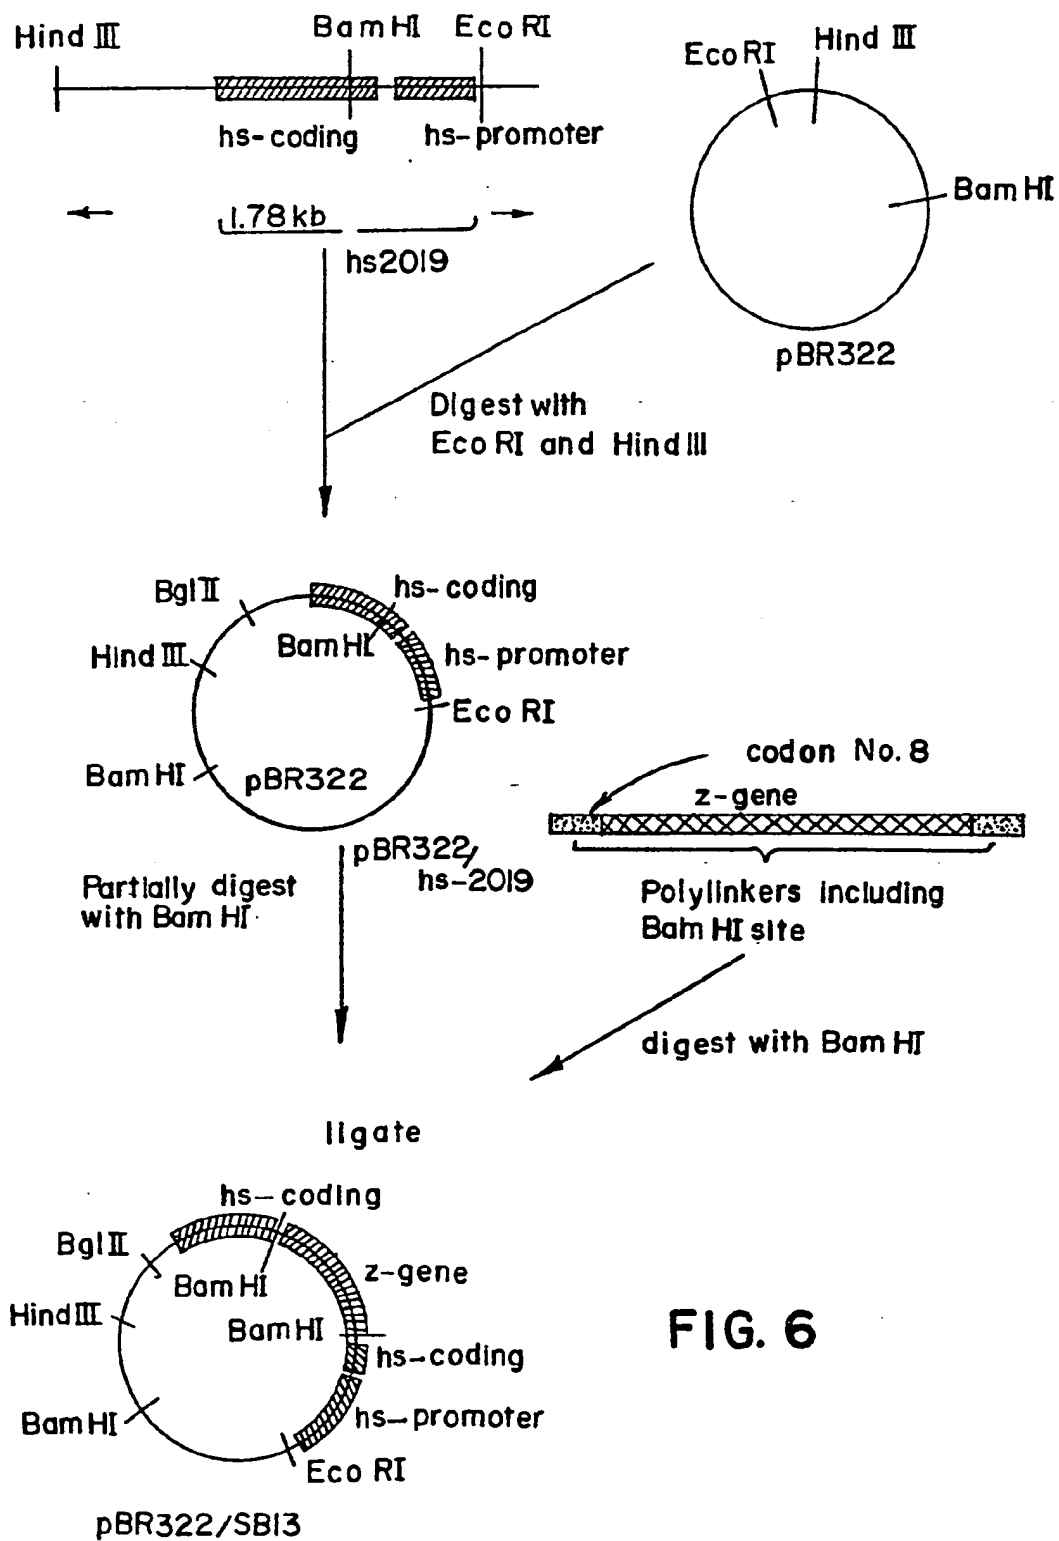 Hind III
Bam HI
Eco RI
hs-coding
hs-promoter
1.78 kb
hs2019
Eco RI
Hind III
Bam HI
pBR322
Digest with
Eco RI and Hind III
Bgl II
hs-coding
Bam HI
Hind III
hs-promoter
Eco RI
Bam HI
pBR322
pBR322/
hs-2019
codon No. 8
z-gene
Polylinkers including
Bam HI site
Partially digest
with Bam HI
digest with Bam HI
ligate
hs-coding
Bgl II
Bam HI
z-gene
Hind III
Bam HI
hs-coding
Bam HI
hs-promoter
Eco RI
pBR322/SB13
FIG. 6